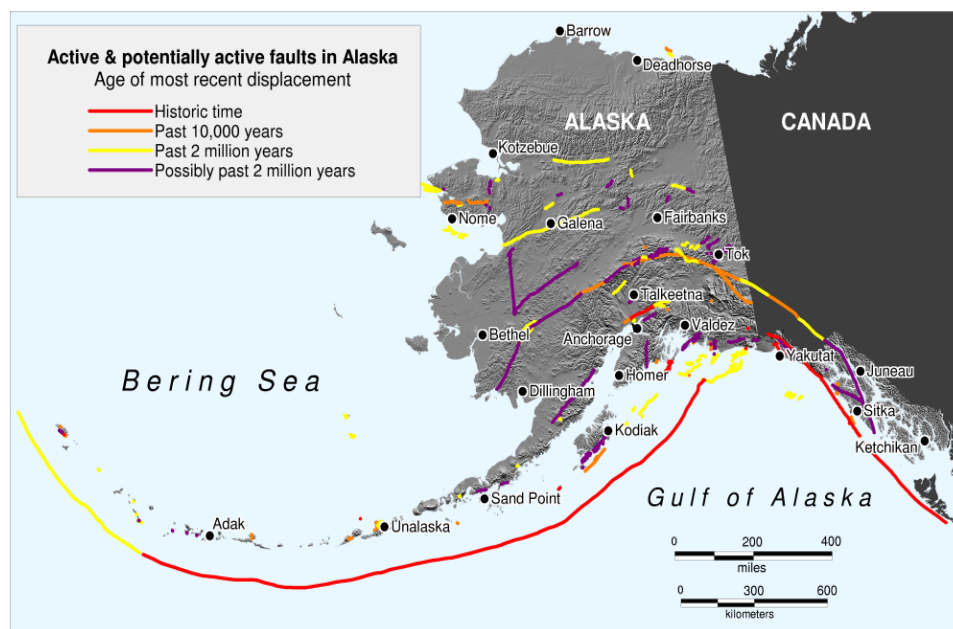 Active & potentially active faults in Alaska
Age of most recent displacement
Historic time
Past 10,000 years
Past 2 million years
Possibly past 2 million years
Barrow
Deadhorse
ALASKA
CANADA
Kotzebue
Nome
Galena
Fairbanks
Tok
Talkeetna
Bethel
Anchorage
Valdez
Yakutat
Juneau
Bering Sea
Dillingham
Homer
Sitka
Kodiak
Ketchikan
Sand Point
Gulf of Alaska
Adak
Unalaska
0 200 400
miles
0 300 600
kilometers